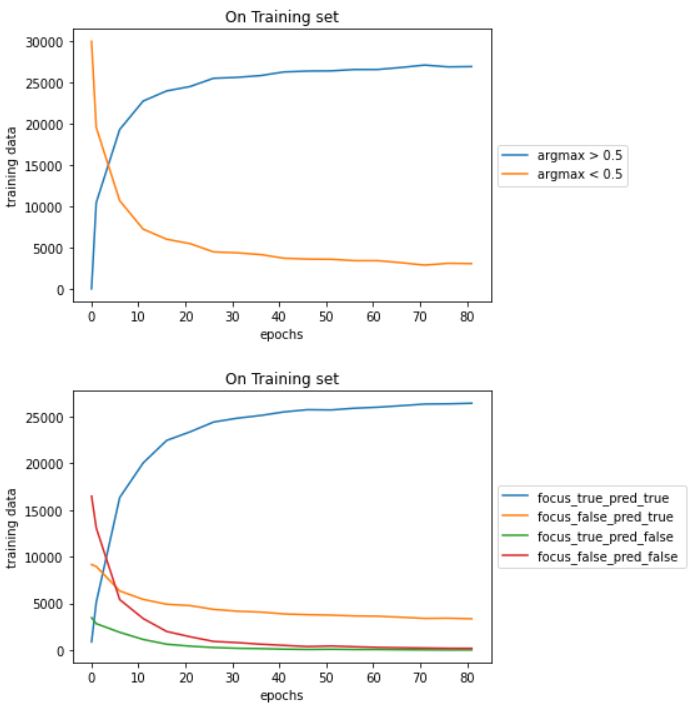 On Training set
30000
25000
20000
15000
10000
5000
0
training data
0 10 20 30 40 50 60 70 80
epochs
argmax > 0.5
argmax < 0.5
On Training set
25000
20000
15000
10000
5000
0
training data
0 10 20 30 40 50 60 70 80
epochs
focus_true_pred_true
focus_false_pred_true
focus_true_pred_false
focus_false_pred_false